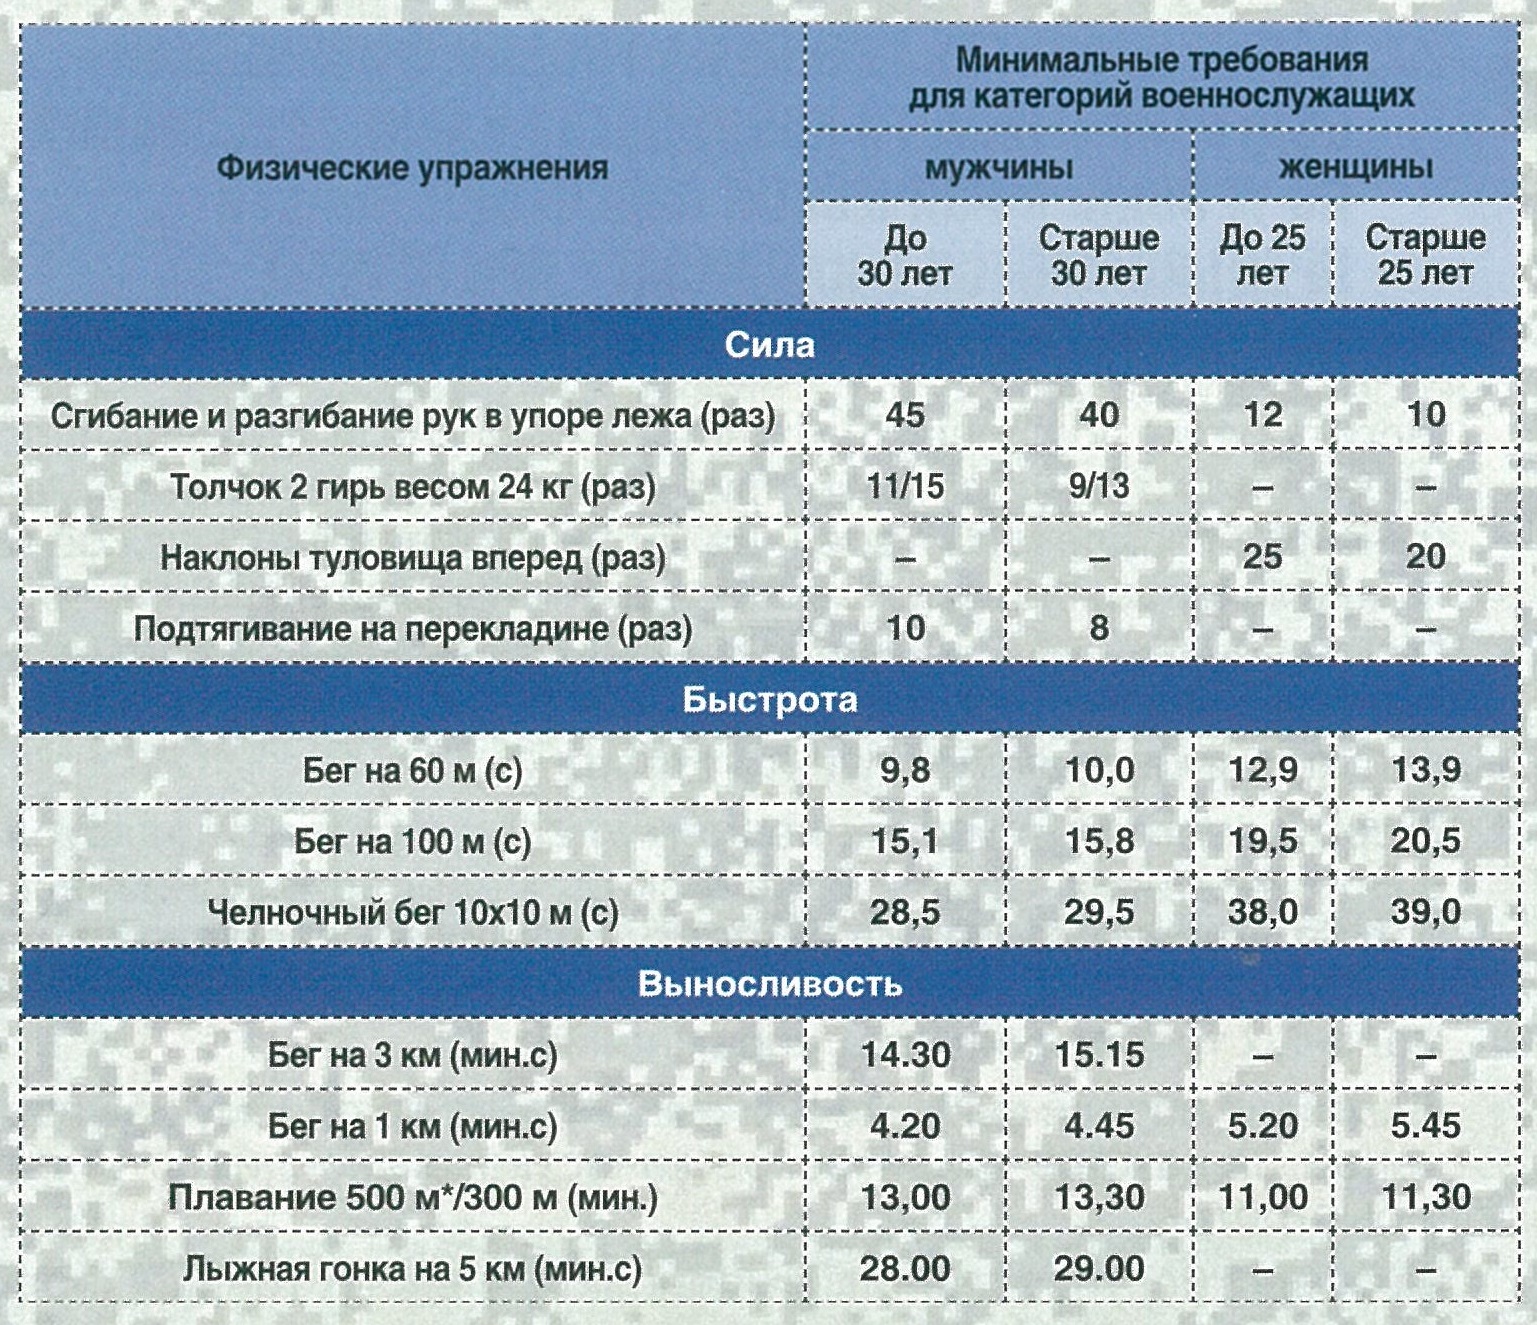 Физические упражнения
Минимальные требования
для категорий военнослужащих
мужчины женщины
До
30 лет
Старше
30 лет
До 25
лет
Старше
25 лет
Сила
Сгибание и разгибание рук в упоре лежа (раз) 45 40 12 10
Толчок 2 гирь весом 24 кг (раз) 11/15 9/13 – –
Наклоны туловища вперед (раз) – – 25 20
Подтягивание на перекладине (раз) 10 8 – –
Быстрота
Бег на 60 м (с) 9,8 10,0 12,9 13,9
Бег на 100 м (с) 15,1 15,8 19,5 20,5
Челночный бег 10х10 м (с) 28,5 29,5 38,0 39,0
Выносливость
Бег на 3 км (мин.с) 14.30 15.15 – –
Бег на 1 км (мин.с) 4.20 4.45 5.20 5.45
Плавание 500 м*/300 м (мин.) 13,00 13,30 11,00 11,30
Лыжная гонка на 5 км (мин.с) 28.00 29.00 – –